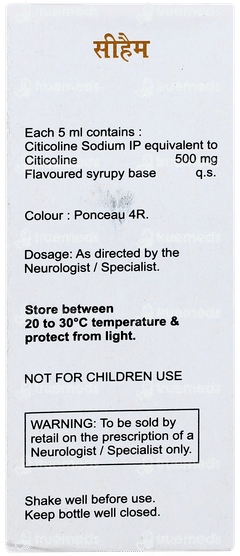 सीहैम
Each 5 ml contains :
Citicoline Sodium IP equivalent to
Citicoline 500 mg
Flavoured syrupy base q.s.
Colour : Ponceau 4R.
Dosage: As directed by the
Neurologist / Specialist.
Store between
20 to 30°C temperature &
protect from light.
NOT FOR CHILDREN USE
WARNING: To be sold by
retail on the prescription of a
Neurologist / Specialist only.
Shake well before use.
Keep bottle well closed.